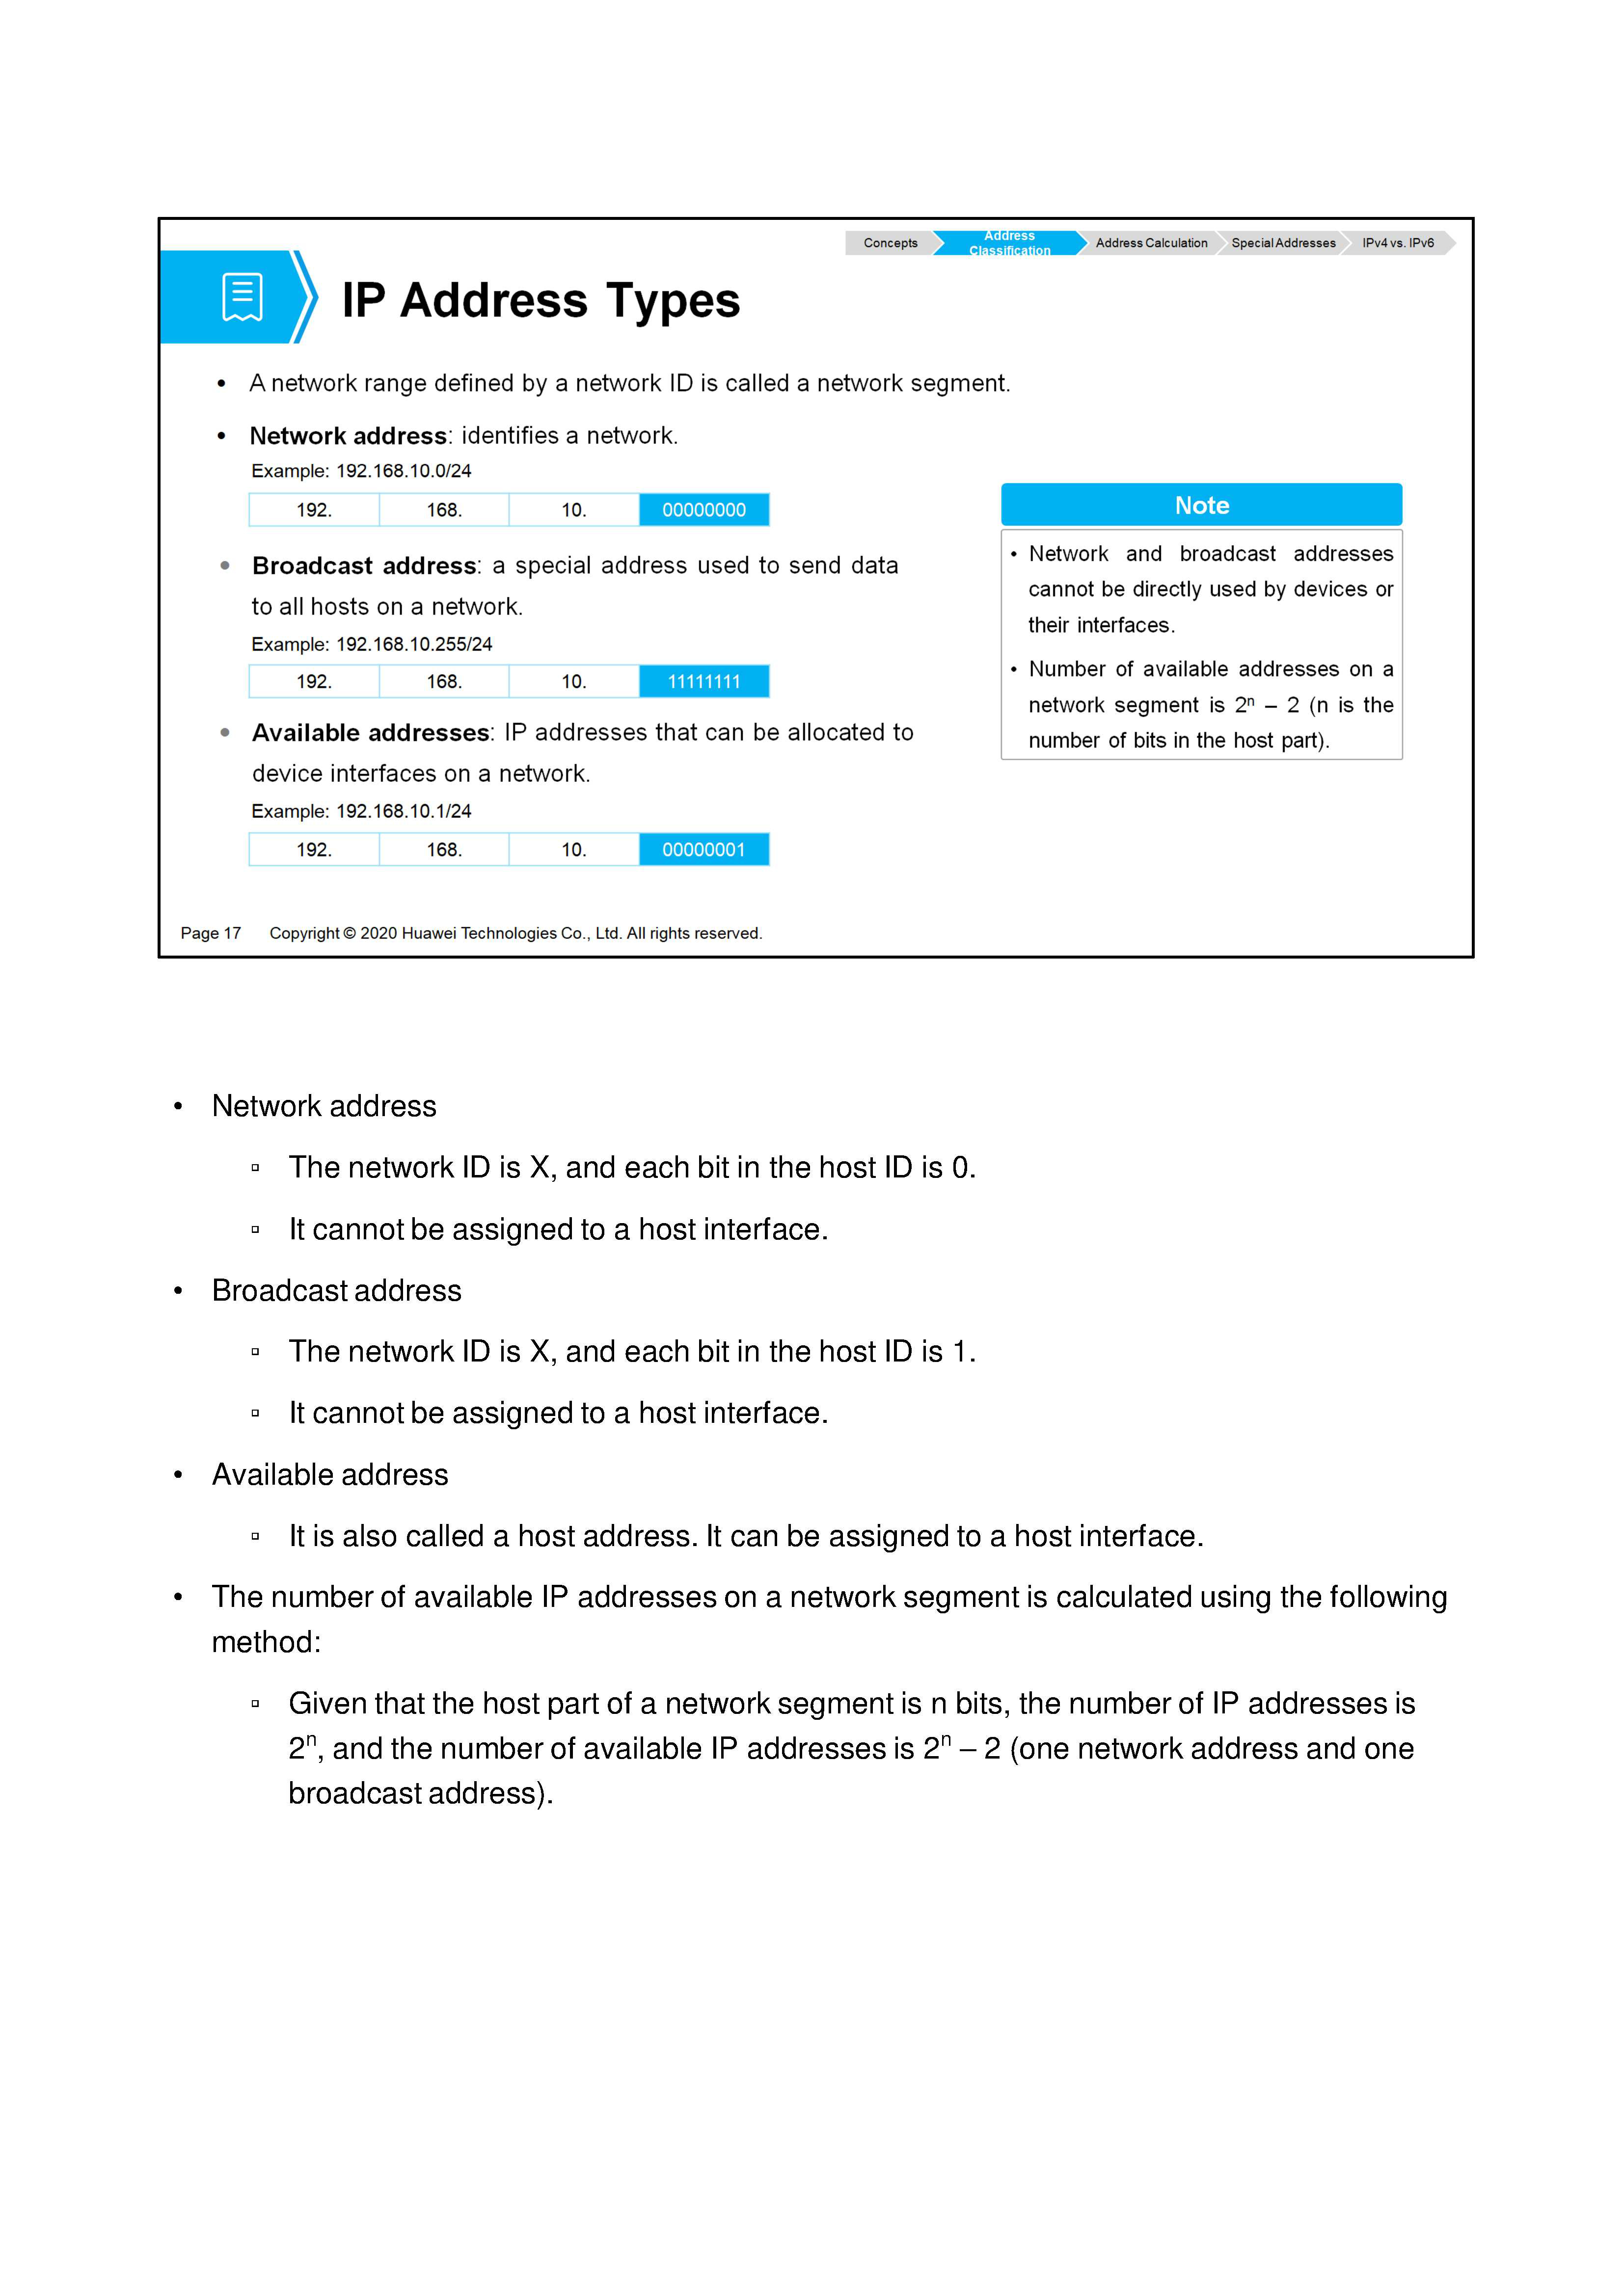 Concepts
Address
Classification
Address Calculation
Special Addresses
IPv4 vs. IPv6
IP Address Types
• A network range defined by a network ID is called a network segment.
• Network address: identifies a network.
Example: 192.168.10.0/24
192. 168. 10. 00000000
• Broadcast address: a special address used to send data
to all hosts on a network.
Example: 192.168.10.255/24
192. 168. 10. 11111111
• Available addresses: IP addresses that can be allocated to
device interfaces on a network.
Example: 192.168.10.1/24
192. 168. 10. 00000001
Note
• Network and broadcast addresses
cannot be directly used by devices or
their interfaces.
• Number of available addresses on a
network segment is 2ⁿ – 2 (n is the
number of bits in the host part).
Page 17 Copyright © 2020 Huawei Technologies Co., Ltd. All rights reserved.
• Network address
▫ The network ID is X, and each bit in the host ID is 0.
▫ It cannot be assigned to a host interface.
• Broadcast address
▫ The network ID is X, and each bit in the host ID is 1.
▫ It cannot be assigned to a host interface.
• Available address
▫ It is also called a host address. It can be assigned to a host interface.
• The number of available IP addresses on a network segment is calculated using the following
method:
▫ Given that the host part of a network segment is n bits, the number of IP addresses is
2ⁿ, and the number of available IP addresses is 2ⁿ – 2 (one network address and one
broadcast address).